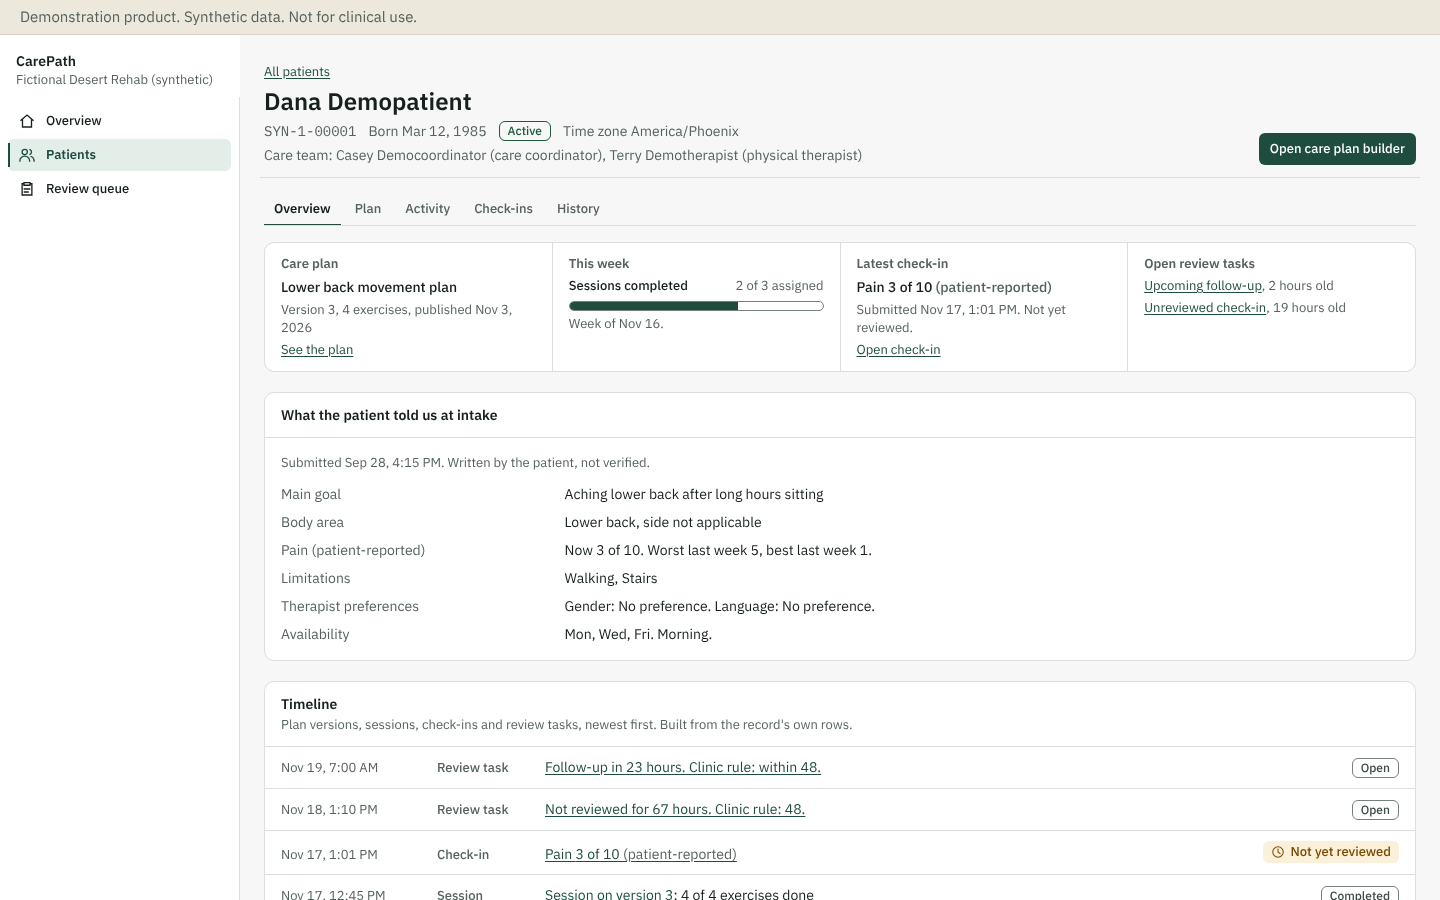 Demonstration product. Synthetic data. Not for clinical use.
CarePath
Fictional Desert Rehab (synthetic)
Overview
Patients
Review queue
All patients
Dana Demopatient
SYN-1-00001 Born Mar 12, 1985 Active Time zone America/Phoenix
Care team: Casey Democoordinator (care coordinator), Terry Demotherapist (physical therapist)
Open care plan builder
Overview Plan Activity Check-ins History
Care plan
Lower back movement plan
Version 3, 4 exercises, published Nov 3,
2026
See the plan
This week
Sessions completed 2 of 3 assigned
Week of Nov 16.
Latest check-in
Pain 3 of 10 (patient-reported)
Submitted Nov 17, 1:01 PM. Not yet
reviewed.
Open check-in
Open review tasks
Upcoming follow-up, 2 hours old
Unreviewed check-in, 19 hours old
What the patient told us at intake
Submitted Sep 28, 4:15 PM. Written by the patient, not verified.
Main goal Aching lower back after long hours sitting
Body area Lower back, side not applicable
Pain (patient-reported) Now 3 of 10. Worst last week 5, best last week 1.
Limitations Walking, Stairs
Therapist preferences Gender: No preference. Language: No preference.
Availability Mon, Wed, Fri. Morning.
Timeline
Plan versions, sessions, check-ins and review tasks, newest first. Built from the record's own rows.
Nov 19, 7:00 AM Review task Follow-up in 23 hours. Clinic rule: within 48. Open
Nov 18, 1:10 PM Review task Not reviewed for 67 hours. Clinic rule: 48. Open
Nov 17, 1:01 PM Check-in Pain 3 of 10 (patient-reported) Not yet reviewed
Nov 17, 12:45 PM Session Session on version 3: 4 of 4 exercises done Completed